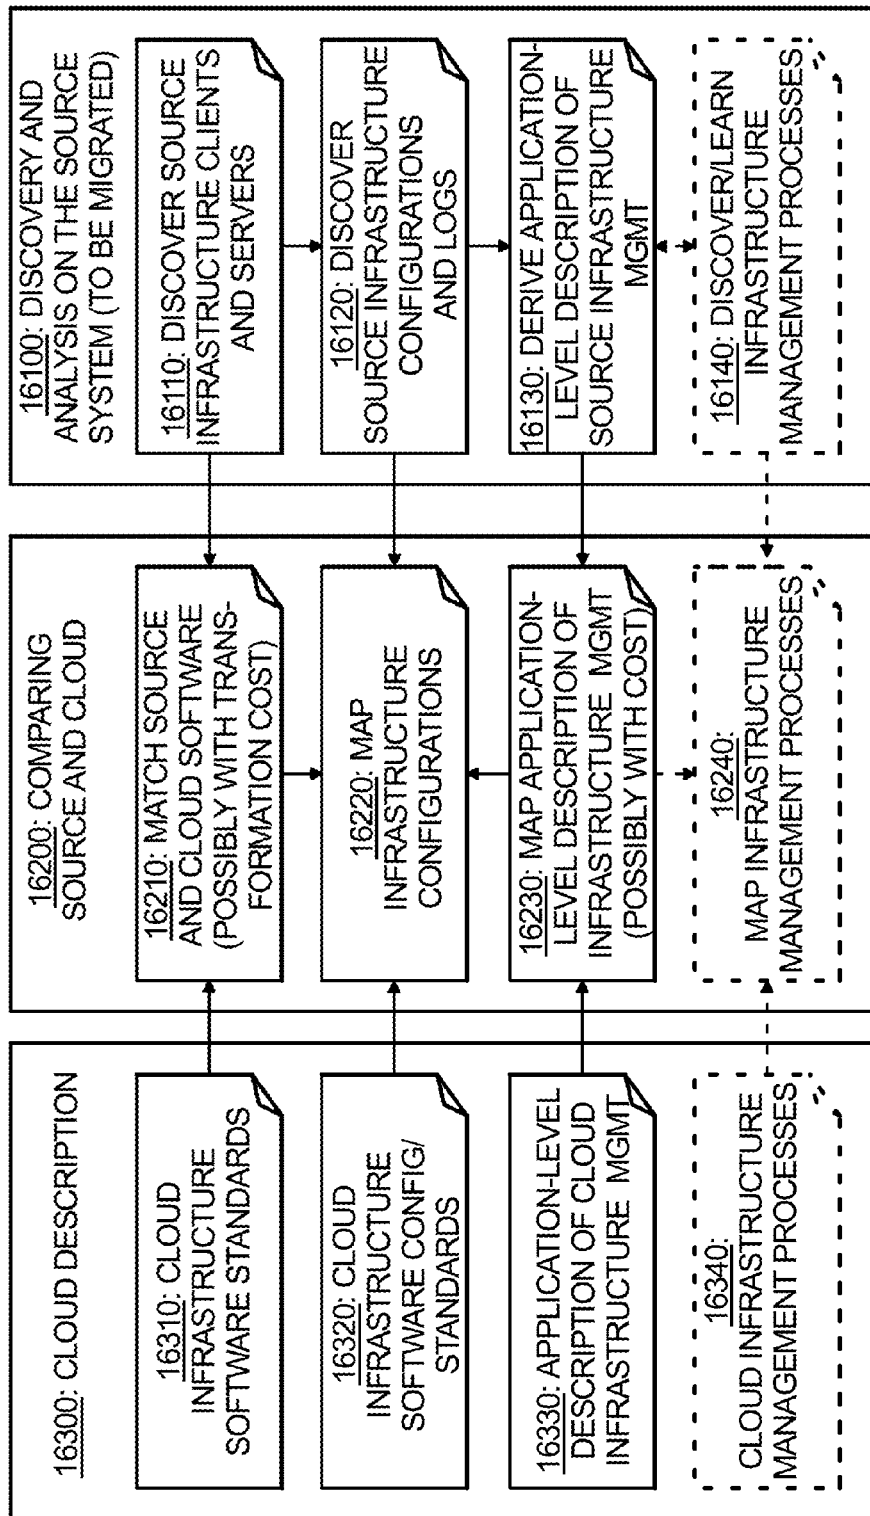 16300: CLOUD DESCRIPTION
16310: CLOUD
INFRASTRUCTURE
SOFTWARE STANDARDS
16320: CLOUD
INFRASTRUCTURE
SOFTWARE CONFIG/
STANDARDS
16330: APPLICATION-LEVEL
DESCRIPTION OF CLOUD
INFRASTRUCTURE MGMT
16340:
CLOUD INFRASTRUCTURE
MANAGEMENT PROCESSES
16200: COMPARING
SOURCE AND CLOUD
16210: MATCH SOURCE
AND CLOUD SOFTWARE
(POSSIBLY WITH TRANS-
FORMATION COST)
16220: MAP
INFRASTRUCTURE
CONFIGURATIONS
16230: MAP APPLICATION-
LEVEL DESCRIPTION OF
INFRASTRUCTURE MGMT
(POSSIBLY WITH COST)
16240:
MAP INFRASTRUCTURE
MANAGEMENT PROCESSES
16100: DISCOVERY AND
ANALYSIS ON THE SOURCE
SYSTEM (TO BE MIGRATED)
16110: DISCOVER SOURCE
INFRASTRUCTURE CLIENTS
AND SERVERS
16120: DISCOVER
SOURCE INFRASTRUCTURE
CONFIGURATIONS
AND LOGS
16130: DERIVE APPLICATION-
LEVEL DESCRIPTION OF
SOURCE INFRASTRUCTURE
MGMT
16140: DISCOVER/LEARN
INFRASTRUCTURE
MANAGEMENT PROCESSES